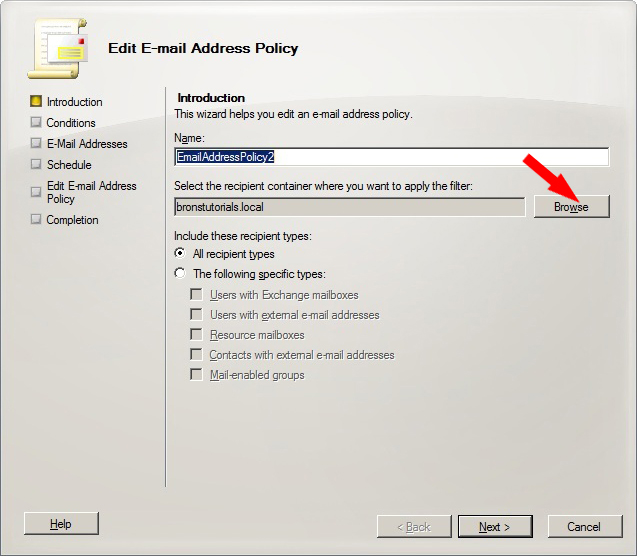 Edit E-mail Address Policy
Introduction
Conditions
E-Mail Addresses
Schedule
Edit E-mail Address
Policy
Completion
Introduction
This wizard helps you edit an e-mail address policy.
Name:
EmailAddressPolicy2
Select the recipient container where you want to apply the filter:
bronstutorials.local
Browse
Include these recipient types:
All recipient types
The following specific types:
Users with Exchange mailboxes
Users with external e-mail addresses
Resource mailboxes
Contacts with external e-mail addresses
Mail-enabled groups
Help
< Back
Next >
Cancel